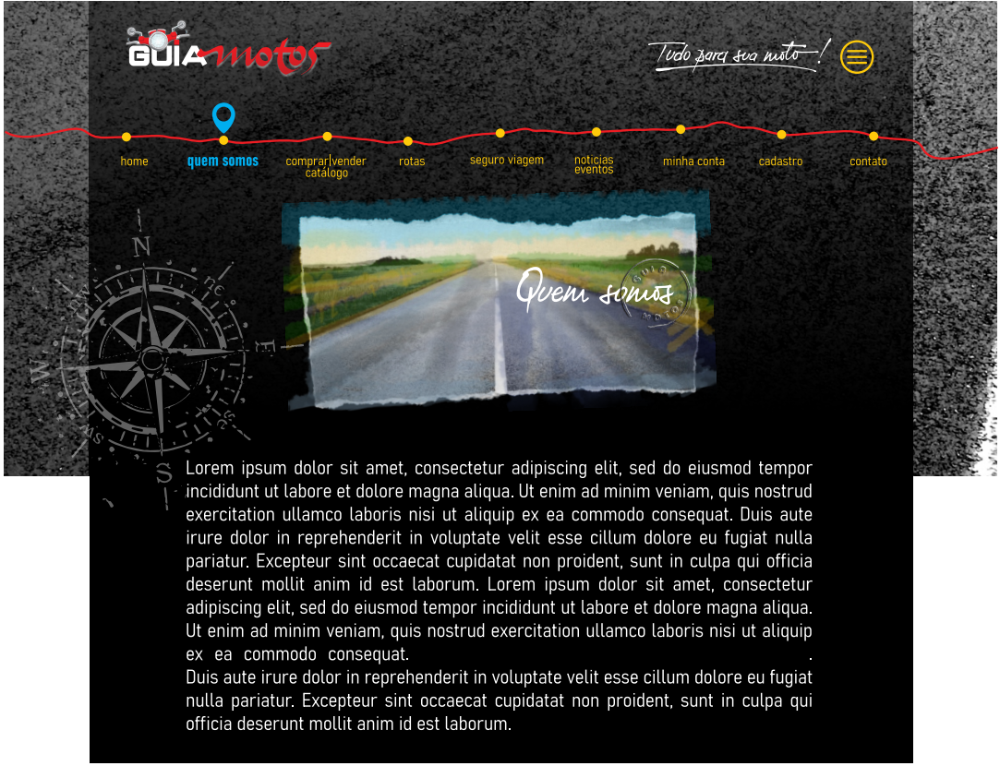 GUIA motos
Tudo para sua moto!
home
quem somos
comprar|vender
catálogo
rotas
seguro viagem
noticias
eventos
minha conta
cadastro
contato
N
ne
E
se
S
sw
W
Quem somos
GUIA
MOTOS
Lorem ipsum dolor sit amet, consectetur adipiscing elit, sed do eiusmod tempor
incididunt ut labore et dolore magna aliqua. Ut enim ad minim veniam, quis nostrud
exercitation ullamco laboris nisi ut aliquip ex ea commodo consequat. Duis aute
irure dolor in reprehenderit in voluptate velit esse cillum dolore eu fugiat nulla
pariatur. Excepteur sint occaecat cupidatat non proident, sunt in culpa qui officia
deserunt mollit anim id est laborum. Lorem ipsum dolor sit amet, consectetur
adipiscing elit, sed do eiusmod tempor incididunt ut labore et dolore magna aliqua.
Ut enim ad minim veniam, quis nostrud exercitation ullamco laboris nisi ut aliquip
ex ea commodo consequat. .
Duis aute irure dolor in reprehenderit in voluptate velit esse cillum dolore eu fugiat
nulla pariatur. Excepteur sint occaecat cupidatat non proident, sunt in culpa qui
officia deserunt mollit anim id est laborum.